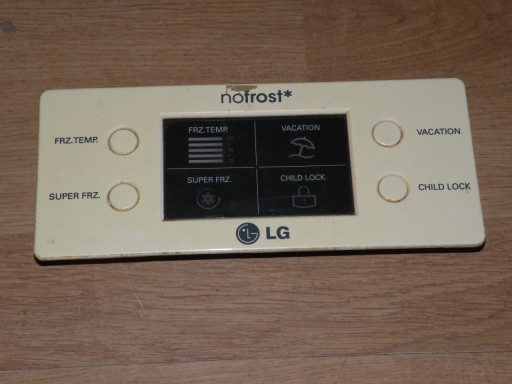 nofrost*
FRZ.TEMP.
SUPER FRZ.
FRZ.TEMP.
VACATION
SUPER FRZ.
CHILD LOCK
VACATION
CHILD LOCK
LG